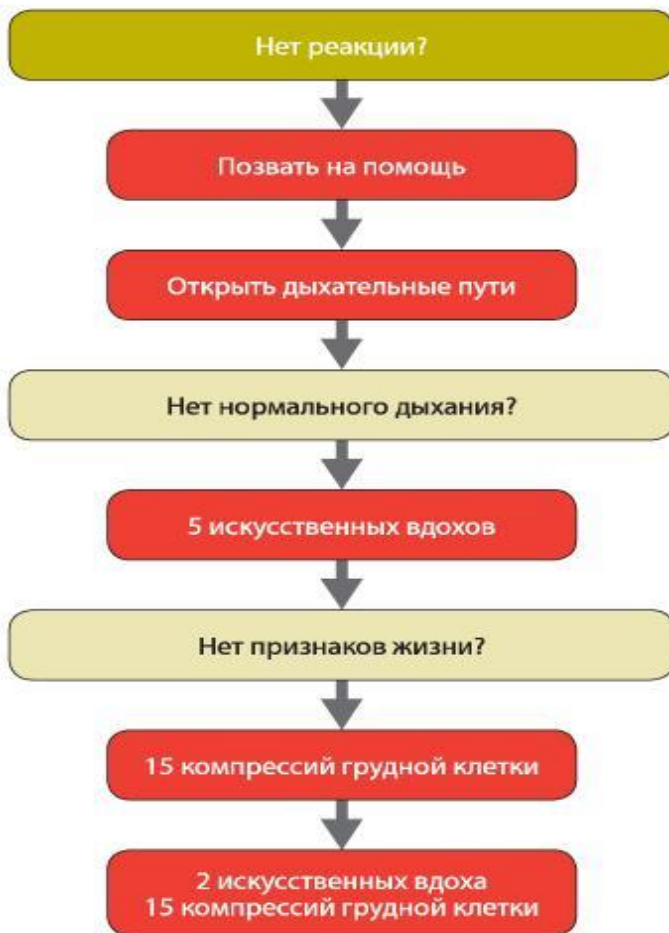 Нет реакции?
Позвать на помощь
Открыть дыхательные пути
Нет нормального дыхания?
5 искусственных вдохов
Нет признаков жизни?
15 компрессий грудной клетки
2 искусственных вдоха
15 компрессий грудной клетки